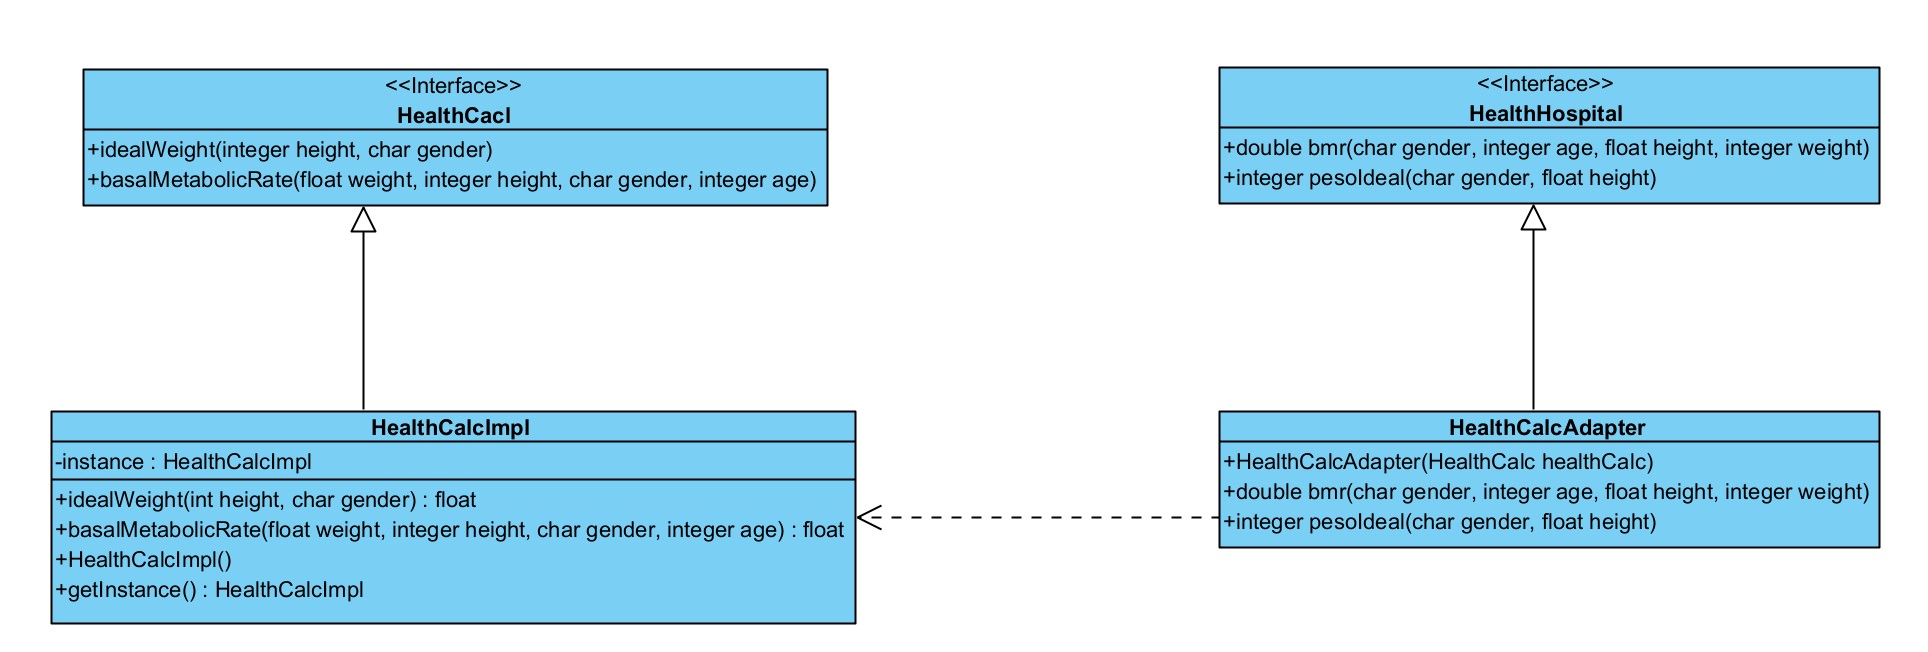 <<Interface>>
HealthCacl
+idealWeight(integer height, char gender)
+basalMetabolicRate(float weight, integer height, char gender, integer age)
<<Interface>>
HealthHospital
+double bmr(char gender, integer age, float height, integer weight)
+integer pesoIdeal(char gender, float height)
HealthCalcImpl
-instance : HealthCalcImpl
+idealWeight(int height, char gender) : float
+basalMetabolicRate(float weight, integer height, char gender, integer age) : float
+HealthCalcImpl()
+getInstance() : HealthCalcImpl
HealthCalcAdapter
+HealthCalcAdapter(HealthCalc healthCalc)
+double bmr(char gender, integer age, float height, integer weight)
+integer pesoIdeal(char gender, float height)